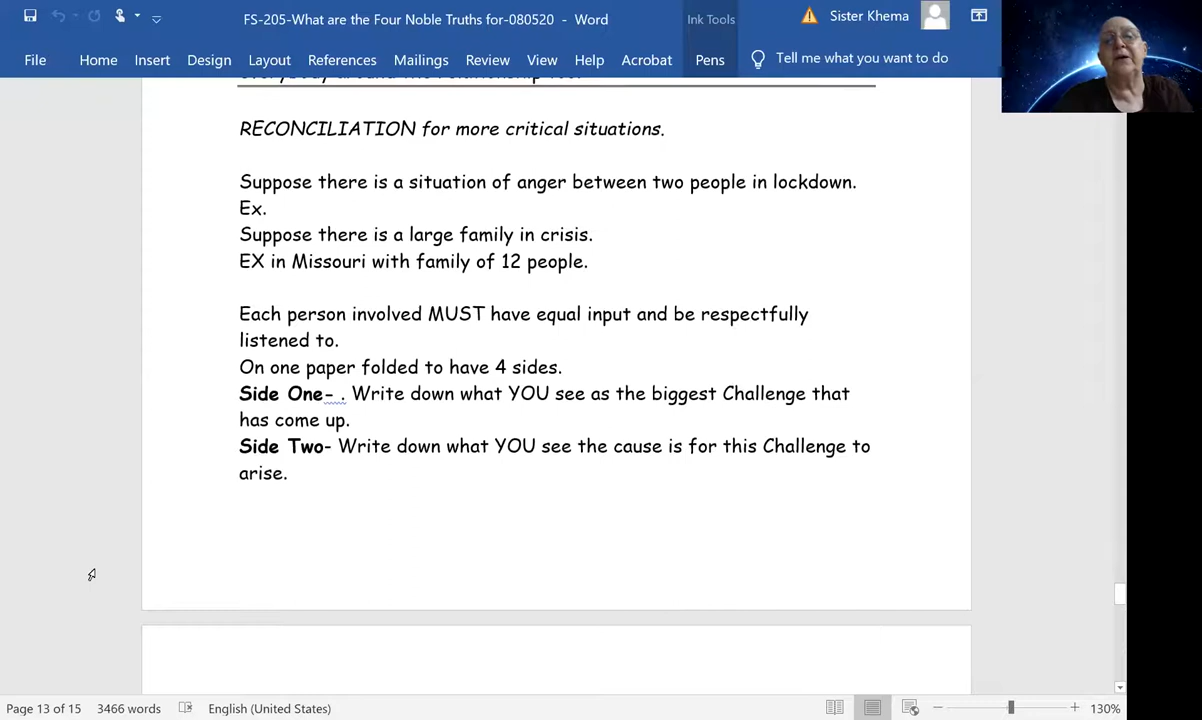 FS-205-What are the Four Noble Truths for-080520 - Word
Ink Tools
Sister Khema
File Home Insert Design Layout References Mailings Review View Help Acrobat Pens Tell me what you want to do
RECONCILIATION for more critical situations.
Suppose there is a situation of anger between two people in lockdown.
Ex.
Suppose there is a large family in crisis.
EX in Missouri with family of 12 people.
Each person involved MUST have equal input and be respectfully
listened to.
On one paper folded to have 4 sides.
Side One- . Write down what YOU see as the biggest Challenge that
has come up.
Side Two- Write down what YOU see the cause is for this Challenge to
arise.
Page 13 of 15 3466 words English (United States) 130%